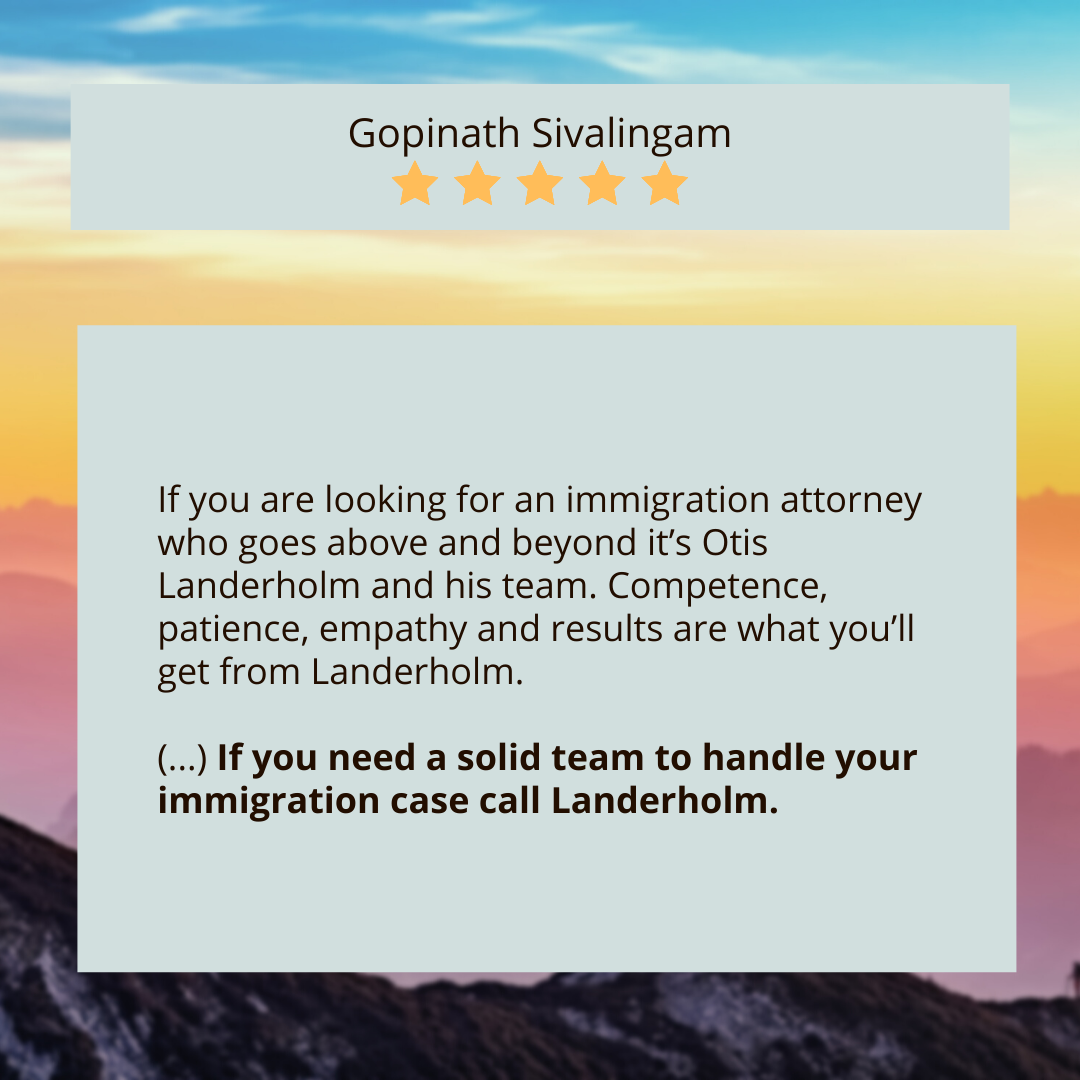 Gopinath Sivalingam
If you are looking for an immigration attorney
who goes above and beyond it’s Otis
Landerholm and his team. Competence,
patience, empathy and results are what you’ll
get from Landerholm.
(...) If you need a solid team to handle your
immigration case call Landerholm.